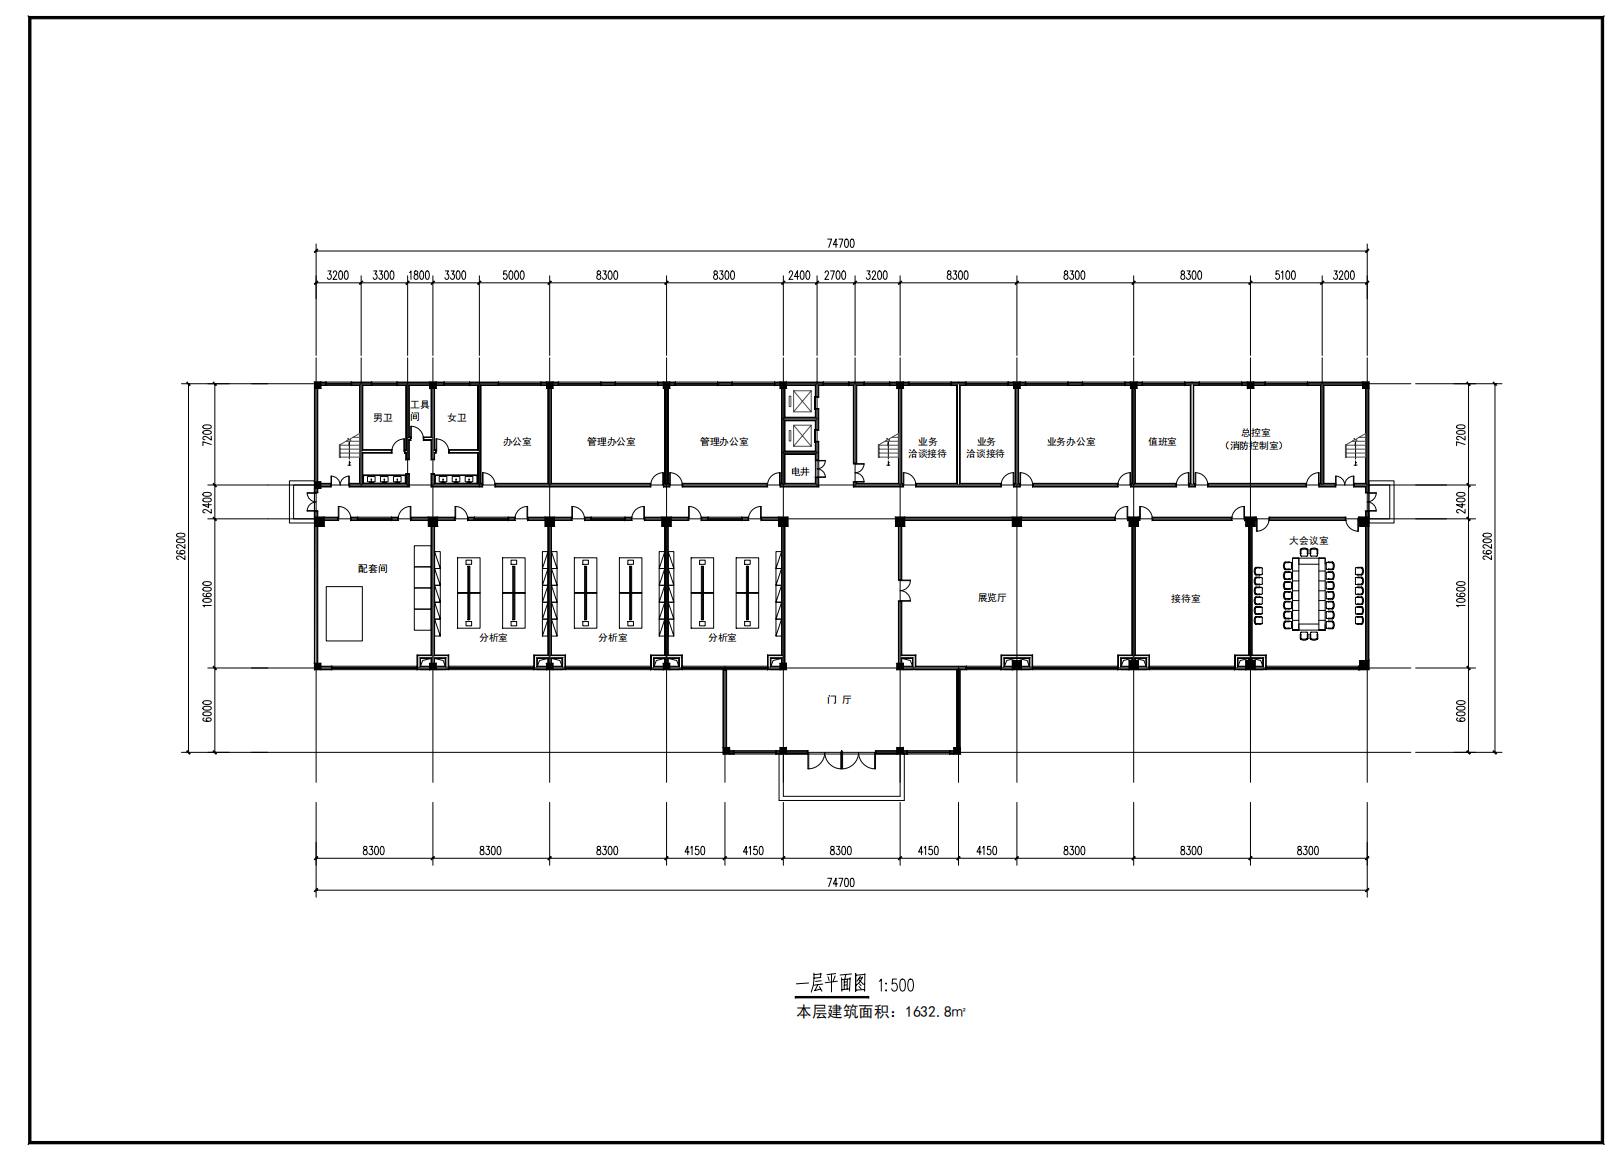 74700
3200 3300 1800 3300 5000 8300 8300 2400 2700 3200 8300 8300 8300 5100 3200
7200
2400
10600
6000
26200
男卫
工具
间
女卫
办公室
管理办公室
管理办公室
电井
业务
洽谈接待
业务
洽谈接待
业务办公室
值班室
总控室
（消防控制室）
7200
2400
10600
6000
26200
配套间
分析室
分析室
分析室
展览厅
接待室
大会议室
门 厅
8300 8300 8300 4150 4150 8300 4150 4150 8300 8300 8300
74700
一层平面图 1:500
本层建筑面积：1632.8㎡